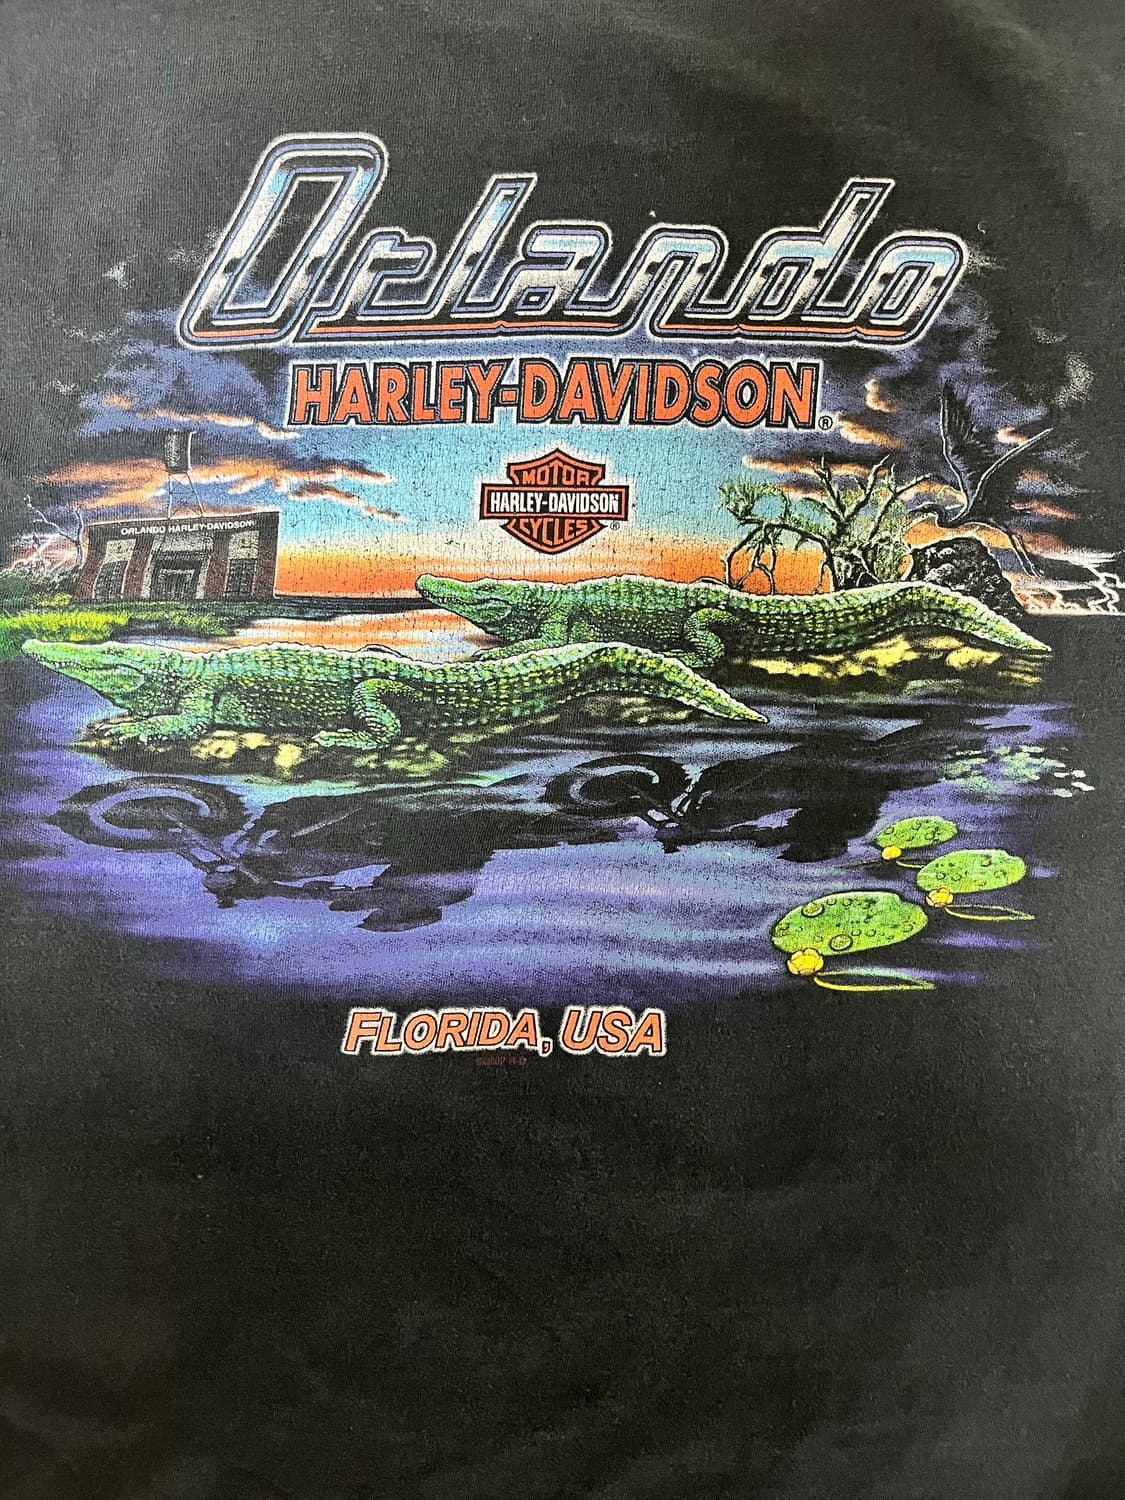 Orlando
HARLEY-DAVIDSON®
MOTOR
HARLEY-DAVIDSON
CYCLES ®
ORLANDO HARLEY-DAVIDSON
FLORIDA, USA